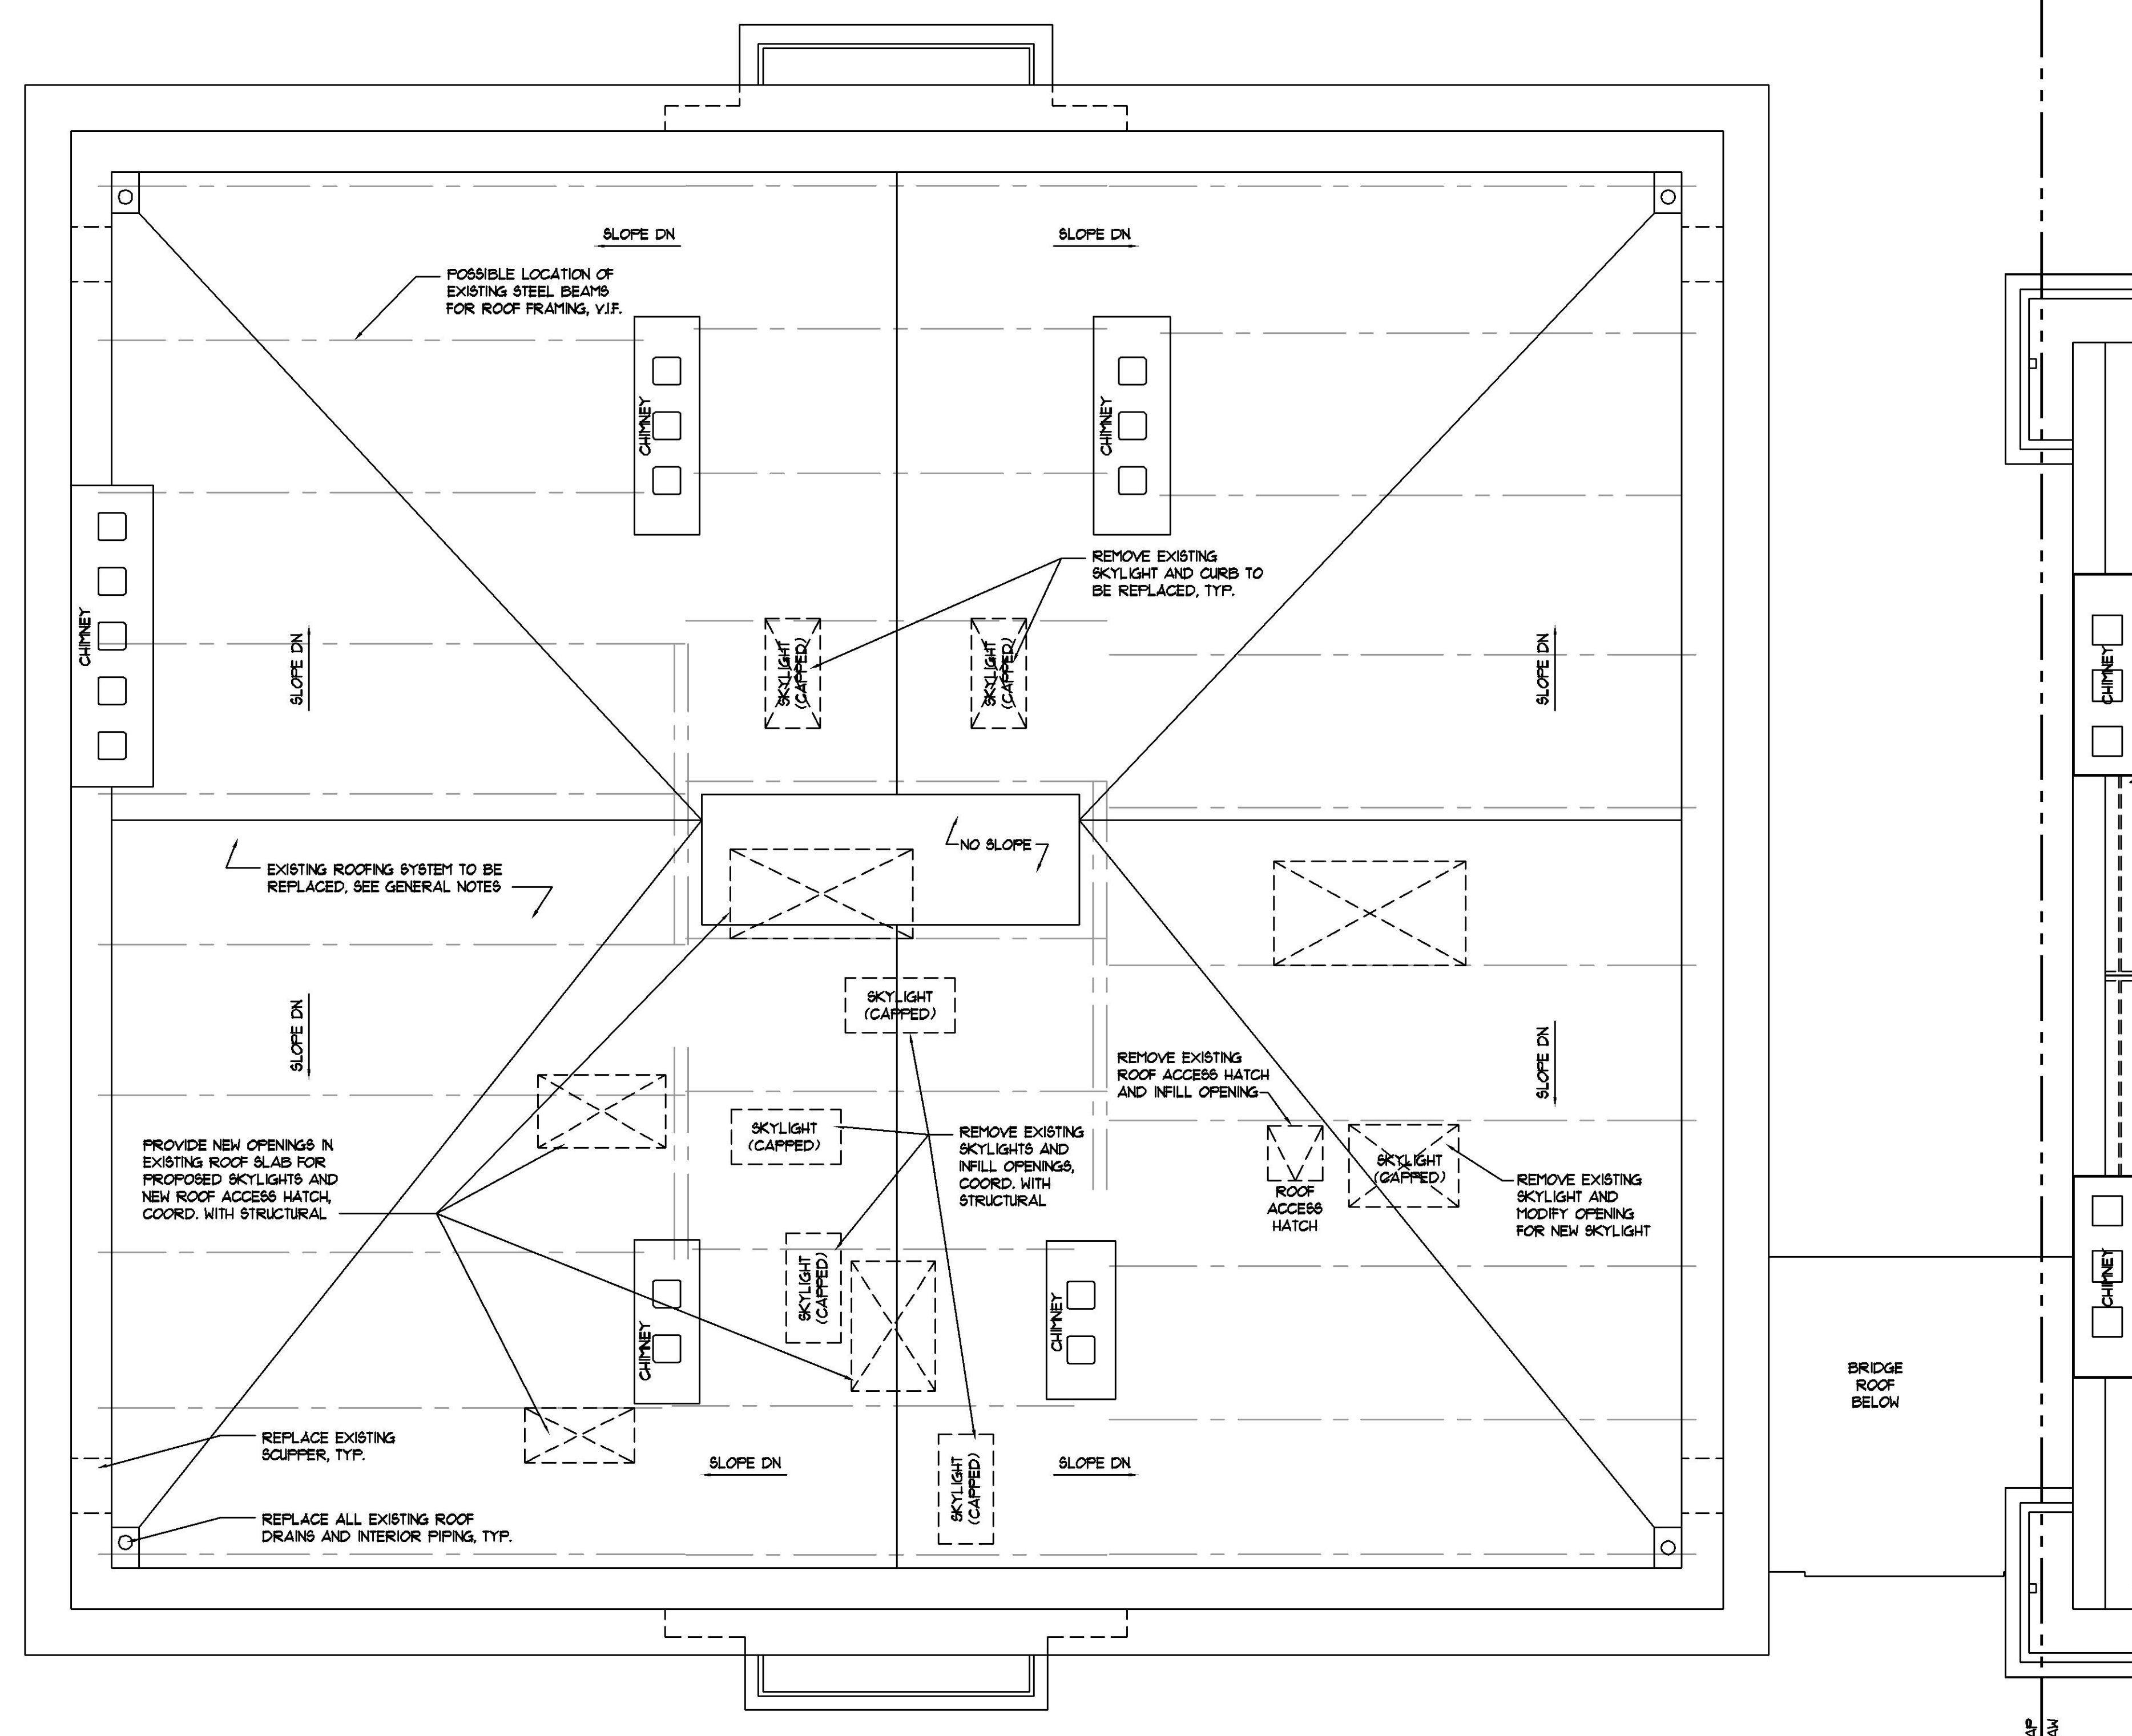 SLOPE DN
SLOPE DN
POSSIBLE LOCATION OF
EXISTING STEEL BEAMS
FOR ROOF FRAMING, V.I.F.
CHIMNEY
CHIMNEY
CHIMNEY
REMOVE EXISTING
SKYLIGHT AND CURB TO
BE REPLACED, TYP.
SLOPE DN
SKYLIGHT
(CAPPED)
SKYLIGHT
(CAPPED)
SLOPE DN
CHIMNEY
NO SLOPE
EXISTING ROOFING SYSTEM TO BE
REPLACED, SEE GENERAL NOTES
SLOPE DN
SKYLIGHT
(CAPPED)
SLOPE DN
REMOVE EXISTING
ROOF ACCESS HATCH
AND INFILL OPENING
PROVIDE NEW OPENINGS IN
EXISTING ROOF SLAB FOR
PROPOSED SKYLIGHTS AND
NEW ROOF ACCESS HATCH,
COORD. WITH STRUCTURAL
SKYLIGHT
(CAPPED)
REMOVE EXISTING
SKYLIGHTS AND
INFILL OPENINGS,
COORD. WITH
STRUCTURAL
ROOF
ACCESS
HATCH
SKYLIGHT
(CAPPED)
REMOVE EXISTING
SKYLIGHT AND
MODIFY OPENING
FOR NEW SKYLIGHT
SKYLIGHT
(CAPPED)
CHIMNEY
CHIMNEY
CHIMNEY
BRIDGE
ROOF
BELOW
REPLACE EXISTING
SCUPPER, TYP.
SLOPE DN
SLOPE DN
SKYLIGHT
(CAPPED)
REPLACE ALL EXISTING ROOF
DRAINS AND INTERIOR PIPING, TYP.
AP
AW